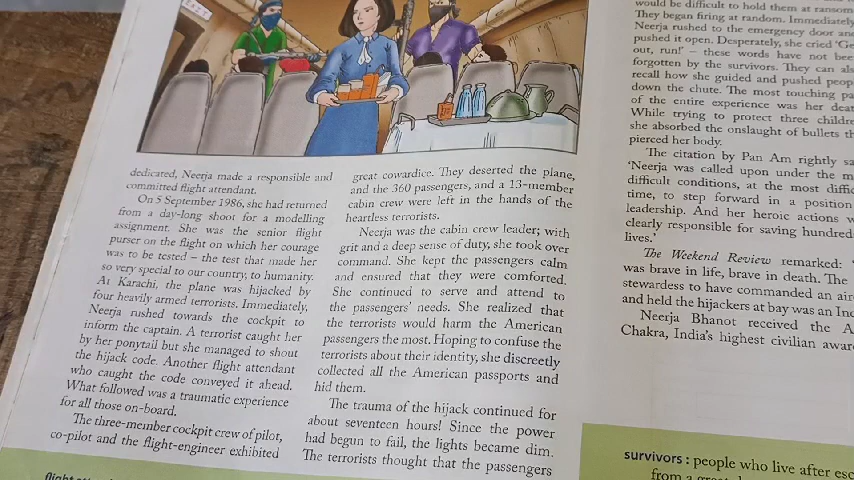 dedicated, Neerja made a responsible and
committed flight attendant.
On 5 September 1986, she had returned
from a day-long shoot for a modelling
assignment. She was the senior flight
purser on the flight on which her courage
was to be tested – the test that made her
so very special to our country, to humanity.
At Karachi, the plane was hijacked by
four heavily armed terrorists. Immediately,
Neerja rushed towards the cockpit to
inform the captain. A terrorist caught her
by her ponytail but she managed to shout
the hijack code. Another flight attendant
who caught the code conveyed it ahead.
What followed was a traumatic experience
for all those on-board.
The three-member cockpit crew of pilot,
co-pilot and the flight-engineer exhibited
great cowardice. They deserted the plane,
and the 360 passengers, and a 13-member
cabin crew were left in the hands of the
heartless terrorists.
Neerja was the cabin crew leader; with
grit and a deep sense of duty, she took over
command. She kept the passengers calm
and ensured that they were comforted.
She continued to serve and attend to
the passengers' needs. She realized that
the terrorists would harm the American
passengers the most. Hoping to confuse the
terrorists about their identity, she discreetly
collected all the American passports and
hid them.
The trauma of the hijack continued for
about seventeen hours! Since the power
had begun to fail, the lights became dim.
The terrorists thought that the passengers
would be difficult to hold them at ransom
They began firing at random. Immediately
Neerja rushed to the emergency door and
pushed it open. Desperately, she cried 'Ge
out, run!' – these words have not bee
forgotten by the survivors. They can als
recall how she guided and pushed peop
down the chute. The most touching pa
of the entire experience was her deat
While trying to protect three childre
she absorbed the onslaught of bullets th
pierced her body.
The citation by Pan Am rightly sa
'Neerja was called upon under the m
difficult conditions, at the most diffic
time, to step forward in a position
leadership. And her heroic actions w
clearly responsible for saving hundred
lives.'
The Weekend Review remarked: '
was brave in life, brave in death. The
stewardess to have commanded an airc
and held the hijackers at bay was an Ind
Neerja Bhanot received the A
Chakra, India's highest civilian awar
survivors : people who live after esc